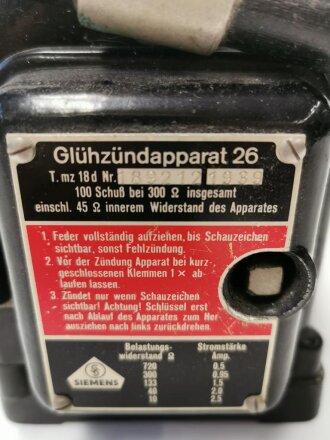 Glühzündapparat 26
T. mz 18 d Nr. 189212 1939
100 Schuß bei 300 Ω insgesamt
einschl. 45 Ω innerem Widerstand des Apparates
1. Feder vollständig aufziehen, bis Schauzeichen
sichtbar, sonst Fehlzündung.
2. Vor der Zündung Apparat bei kurz-
geschlossenen Klemmen 1 × ab-
laufen lassen.
3. Zündet nur wenn Schauzeichen
sichtbar! Achtung! Schlüssel erst
nach Ablauf des Apparates zum Her-
ausziehen nach links zurückdrehen.
Belastungs- Stromstärke
widerstand Ω Amp.
720 0,5
300 0,95
133 1,5
40 2,0
10 2,5
SIEMENS